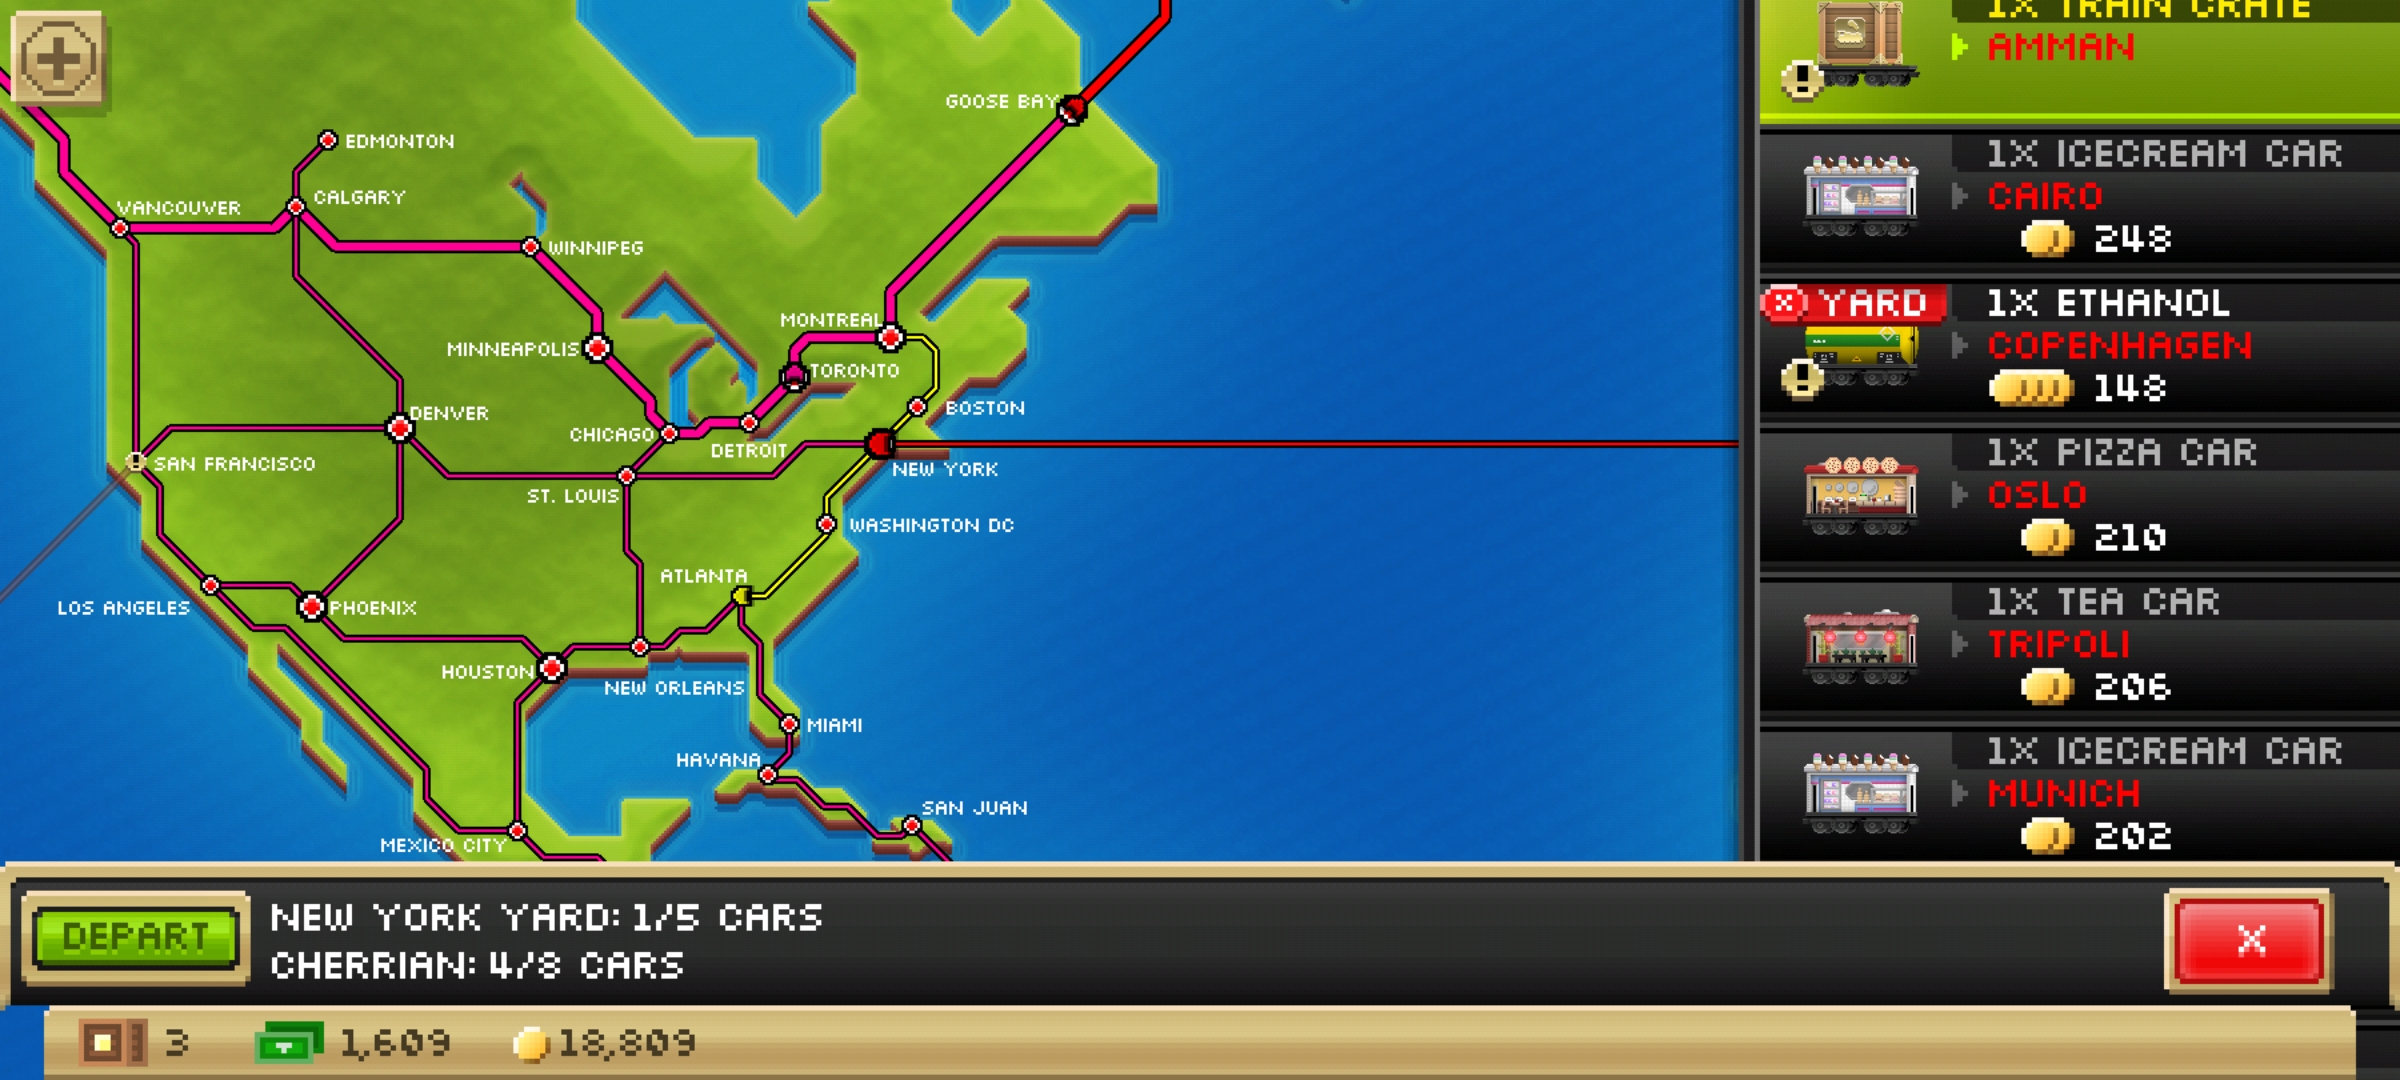 GOOSE BAY
EDMONTON
CALGARY
VANCOUVER
WINNIPEG
MONTREAL
MINNEAPOLIS
TORONTO
DENVER
BOSTON
CHICAGO
DETROIT
SAN FRANCISCO
NEW YORK
ST. LOUIS
WASHINGTON DC
ATLANTA
LOS ANGELES
PHOENIX
HOUSTON
NEW ORLEANS
MIAMI
HAVANA
SAN JUAN
MEXICO CITY
1X TRAIN CRATE
AMMAN
1X ICECREAM CAR
CAIRO
248
YARD
1X ETHANOL
COPENHAGEN
148
1X PIZZA CAR
OSLO
210
1X TEA CAR
TRIPOLI
206
1X ICECREAM CAR
MUNICH
202
DEPART
NEW YORK YARD: 1/5 CARS
CHERRIAN: 4/8 CARS
X
3
1,609
18,809